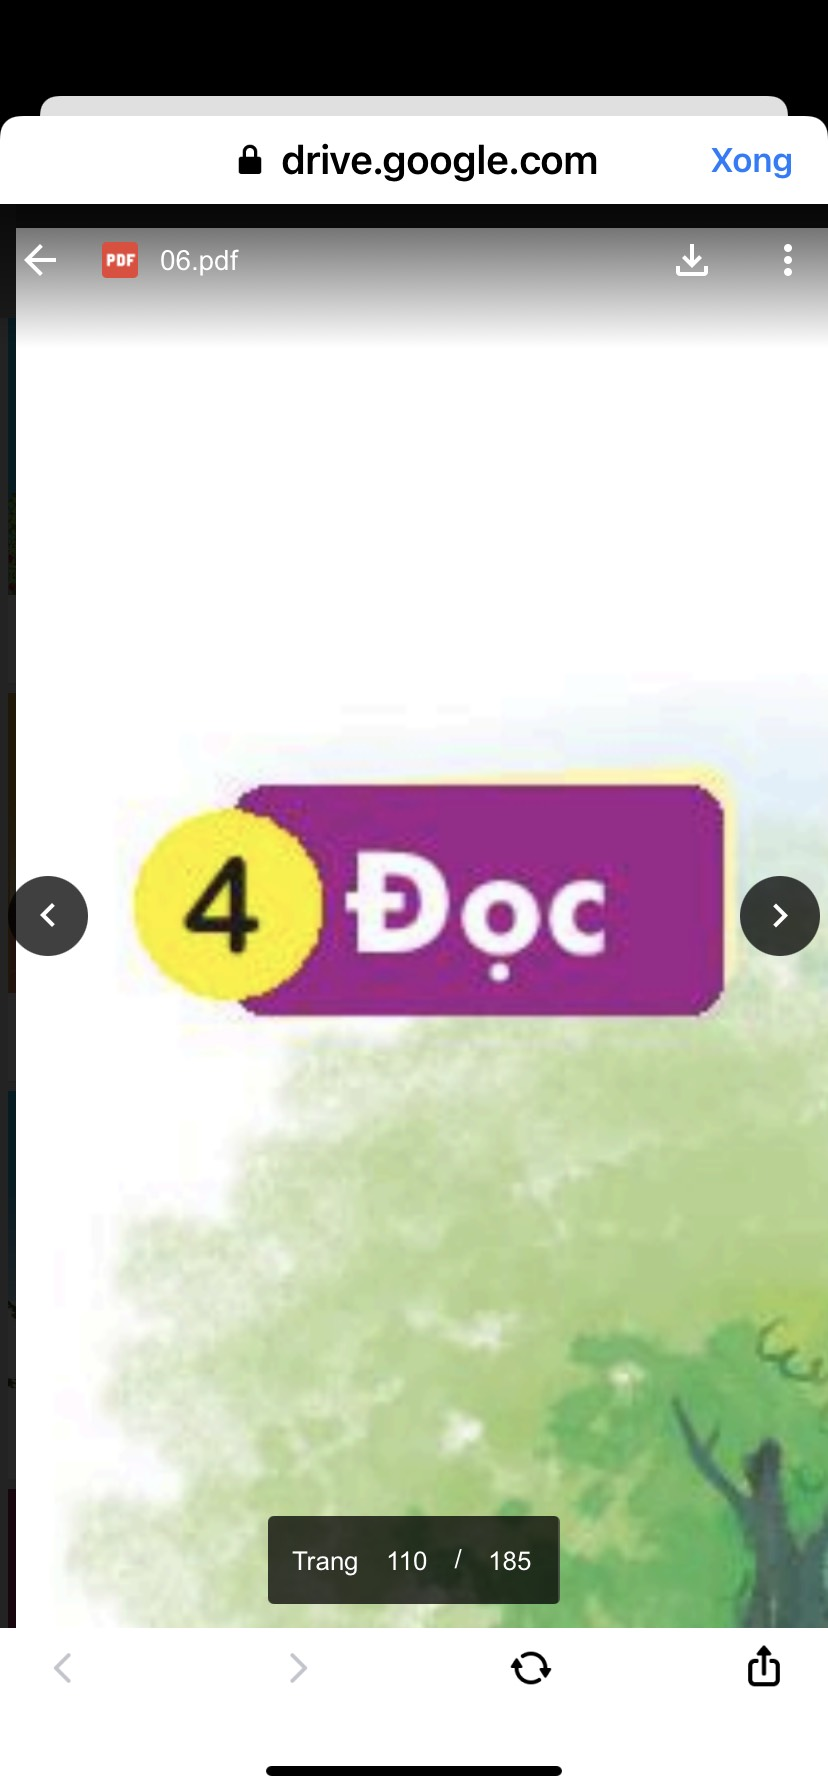 drive.google.com Xong
PDF 06.pdf
4 Đọc
Trang 110 / 185